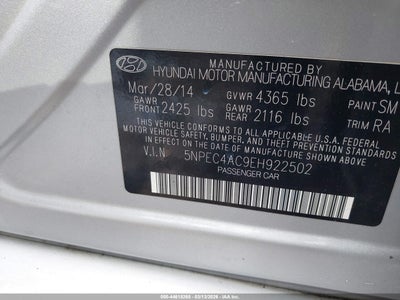 MANUFACTURED BY
HYUNDAI MOTOR MANUFACTURING ALABAMA, L
Mar/28/14 GVWR 4365 lbs PAINT SM
GAWR FRONT 2425 lbs GAWR REAR 2116 lbs TRIM RA
THIS VEHICLE CONFORMS TO ALL APPLICABLE U.S.A. FEDERAL
MOTOR VEHICLE SAFETY, BUMPER, AND THEFT PREVENTION
STANDARDS IN EFFECT ON THE DATE OF MANUFACTURE SHOWN ABOVE.
V.I.N. 5NPEC4AC9EH922502
PASSENGER CAR